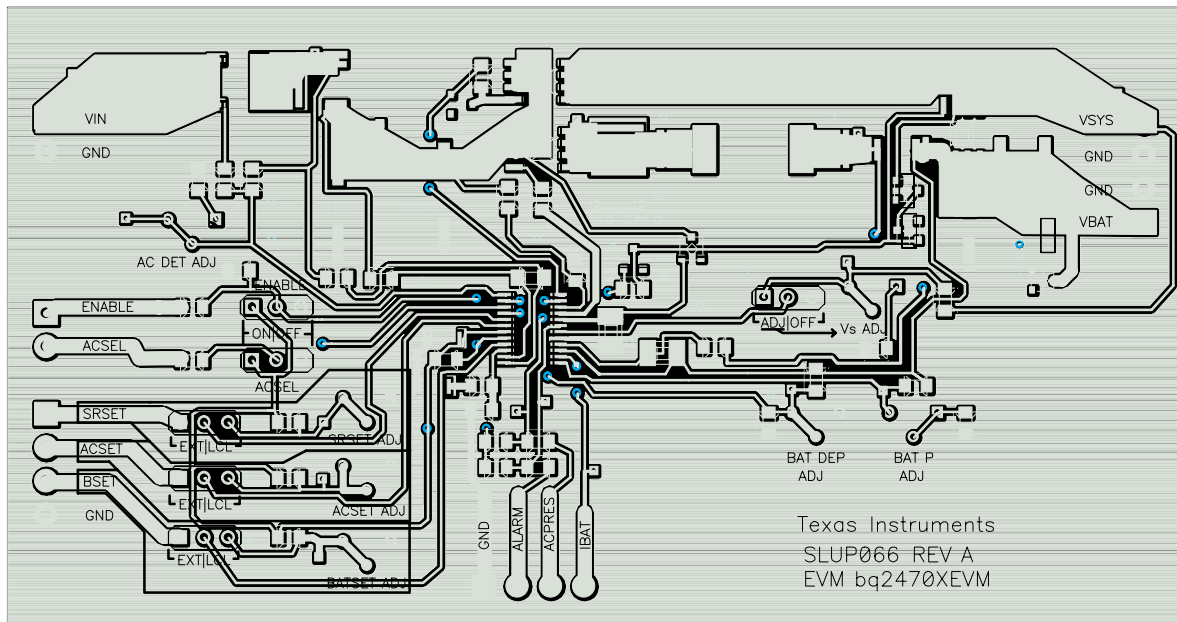 VIN
GND
VSYS
GND
GND
VBAT
AC DET ADJ
ENABLE
ENABLE
ON|OFF
ACSEL
ACSEL
ADJ|OFF
Vs ADJ
SRSET
EXT|LCL
SRSET ADJ
ACSET
EXT|LCL
ACSET ADJ
BSET
GND
EXT|LCL
BATSET ADJ
GND
ALARM
ACPRES
IBAT
BAT DEP
ADJ
BAT P
ADJ
Texas Instruments
SLUP066 REV A
EVM bq2470XEVM